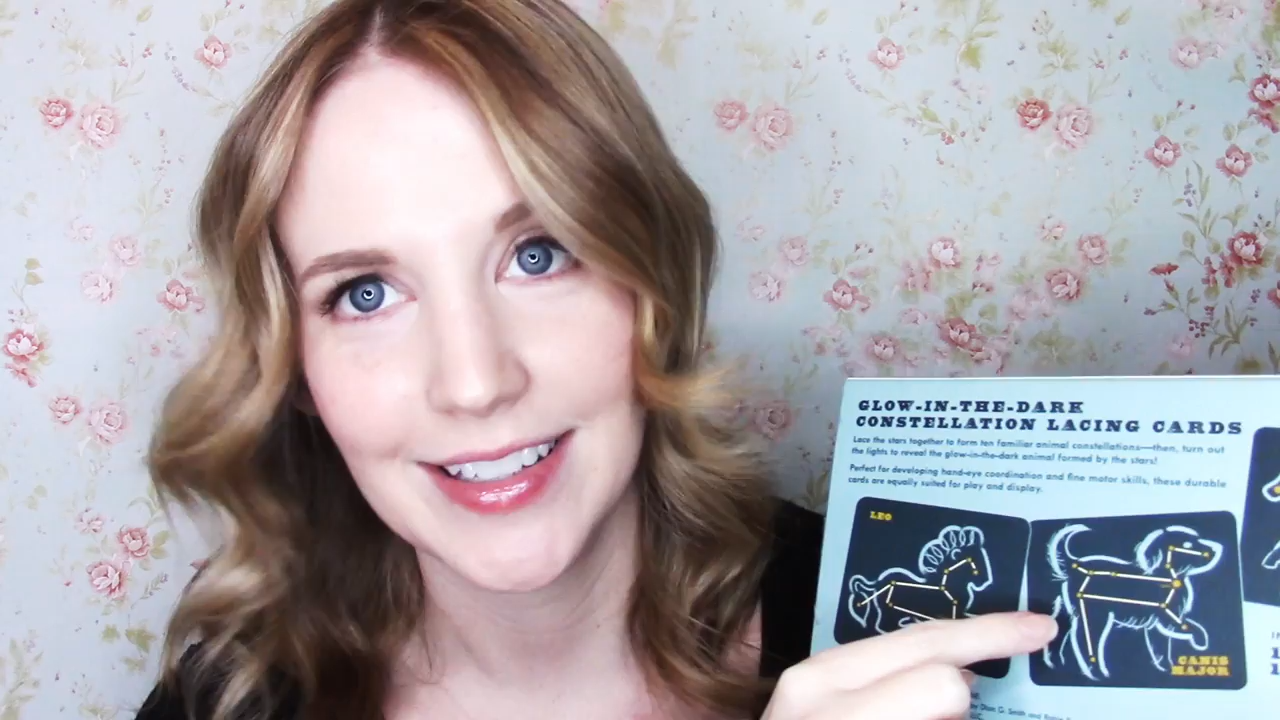 GLOW-IN-THE-DARK
CONSTELLATION LACING CARDS
Lace the stars together to form ten familiar animal constellations—then, turn out
the lights to reveal the glow-in-the-dark animal formed by the stars!
Perfect for developing hand-eye coordination and fine motor skills, these durable
cards are equally suited for play and display.
LEO
CANIS
MAJOR
G. Smith and